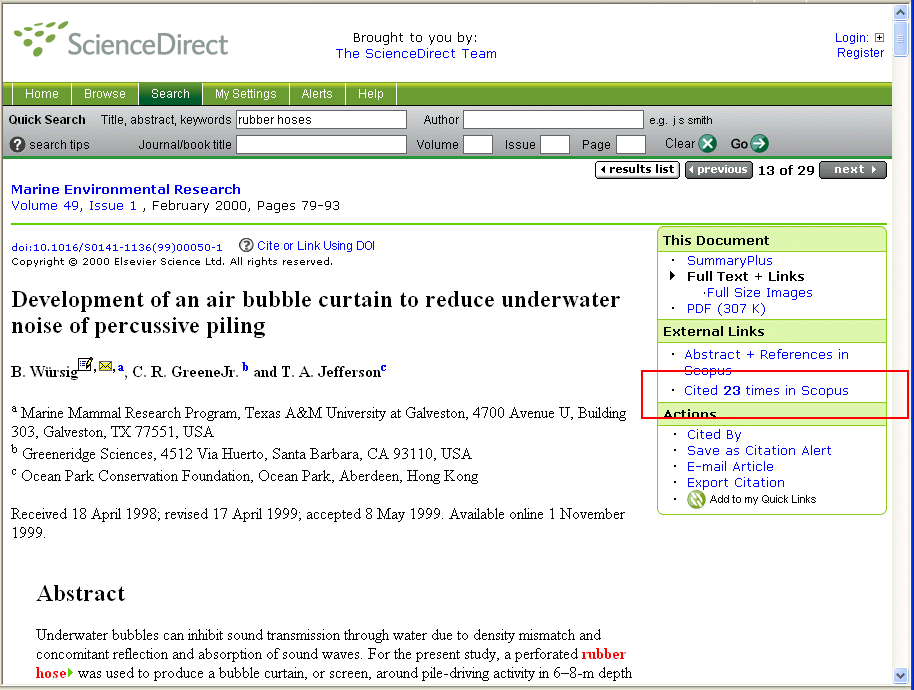 ScienceDirect
Brought to you by:
The ScienceDirect Team
Login:
Register
Home Browse Search My Settings Alerts Help
Quick Search Title, abstract, keywords rubber hoses Author e.g. j s smith
? search tips Journal/book title Volume Issue Page Clear Go
results list previous 13 of 29 next
Marine Environmental Research
Volume 49, Issue 1 , February 2000, Pages 79-93
doi:10.1016/S0141-1136(99)00050-1 ? Cite or Link Using DOI
Copyright © 2000 Elsevier Science Ltd. All rights reserved.
Development of an air bubble curtain to reduce underwater
noise of percussive piling
B. Würsig, , a, C. R. GreeneJr. b and T. A. Jeffersonc
a Marine Mammal Research Program, Texas A&M University at Galveston, 4700 Avenue U, Building
303, Galveston, TX 77551, USA
b Greeneridge Sciences, 4512 Via Huerto, Santa Barbara, CA 93110, USA
c Ocean Park Conservation Foundation, Ocean Park, Aberdeen, Hong Kong
Received 18 April 1998; revised 17 April 1999; accepted 8 May 1999. Available online 1 November
1999.
Abstract
Underwater bubbles can inhibit sound transmission through water due to density mismatch and
concomitant reflection and absorption of sound waves. For the present study, a perforated rubber
hose was used to produce a bubble curtain, or screen, around pile-driving activity in 6–8-m depth
This Document
· SummaryPlus
Full Text + Links
·Full Size Images
· PDF (307 K)
External Links
· Abstract + References in
Scopus
· Cited 23 times in Scopus
Actions
· Cited By
· Save as Citation Alert
· E-mail Article
· Export Citation
· Add to my Quick Links